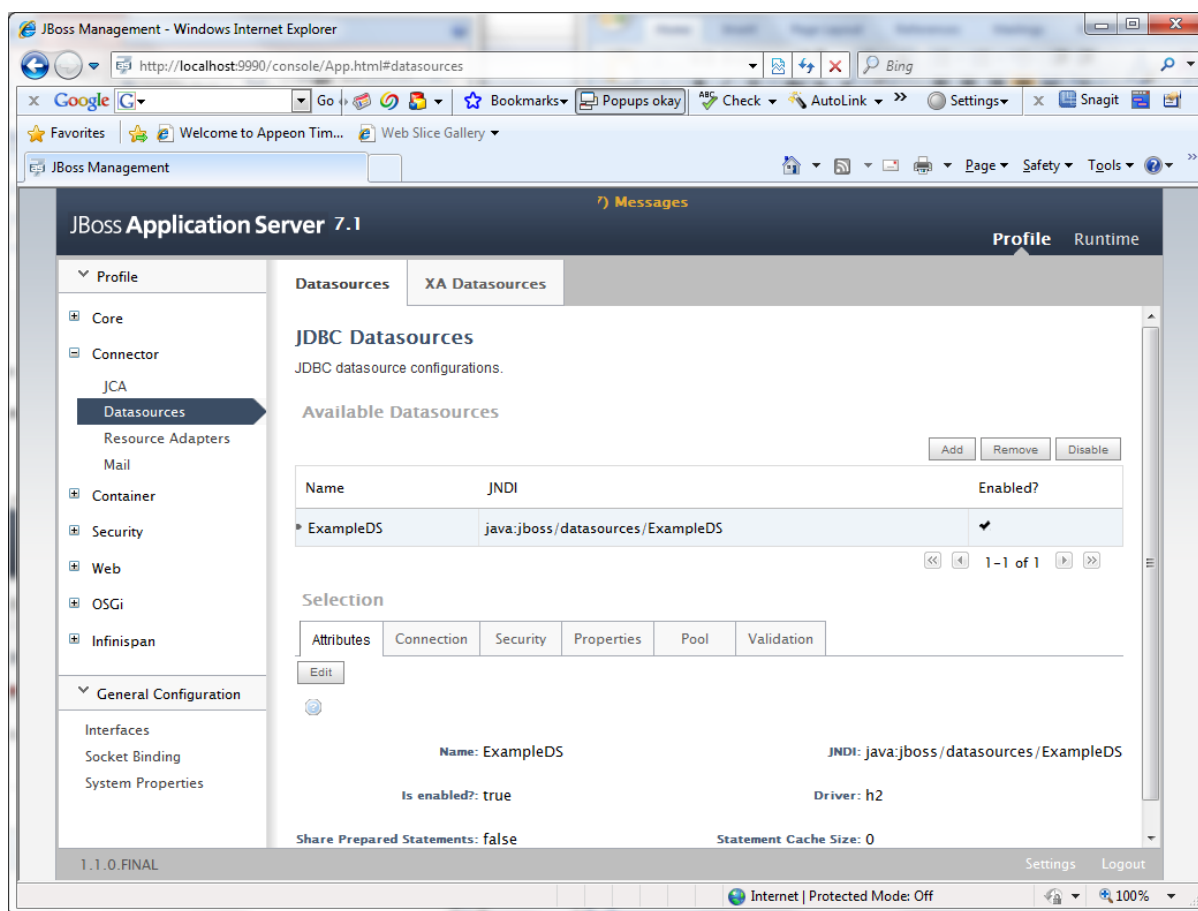 JBoss Management - Windows Internet Explorer
http://localhost:9990/console/App.html#datasources
Bing
x Google G Go Bookmarks Popups okay ABC Check AutoLink >> Settings x Snagit
Favorites Welcome to Appeon Tim... Web Slice Gallery
JBoss Management Page Safety Tools >>
7) Messages
JBoss Application Server 7.1
Profile Runtime
Profile
Core
Connector
JCA
Datasources
Resource Adapters
Mail
Container
Security
Web
OSGi
Infinispan
General Configuration
Interfaces
Socket Binding
System Properties
Datasources XA Datasources
JDBC Datasources
JDBC datasource configurations.
Available Datasources
Add Remove Disable
Name JNDI Enabled?
ExampleDS java:jboss/datasources/ExampleDS
1-1 of 1
Selection
Attributes Connection Security Properties Pool Validation
Edit
Name: ExampleDS JNDI: java:jboss/datasources/ExampleDS
Is enabled?: true Driver: h2
Share Prepared Statements: false Statement Cache Size: 0
1.1.0.FINAL Settings Logout
Internet | Protected Mode: Off 100%